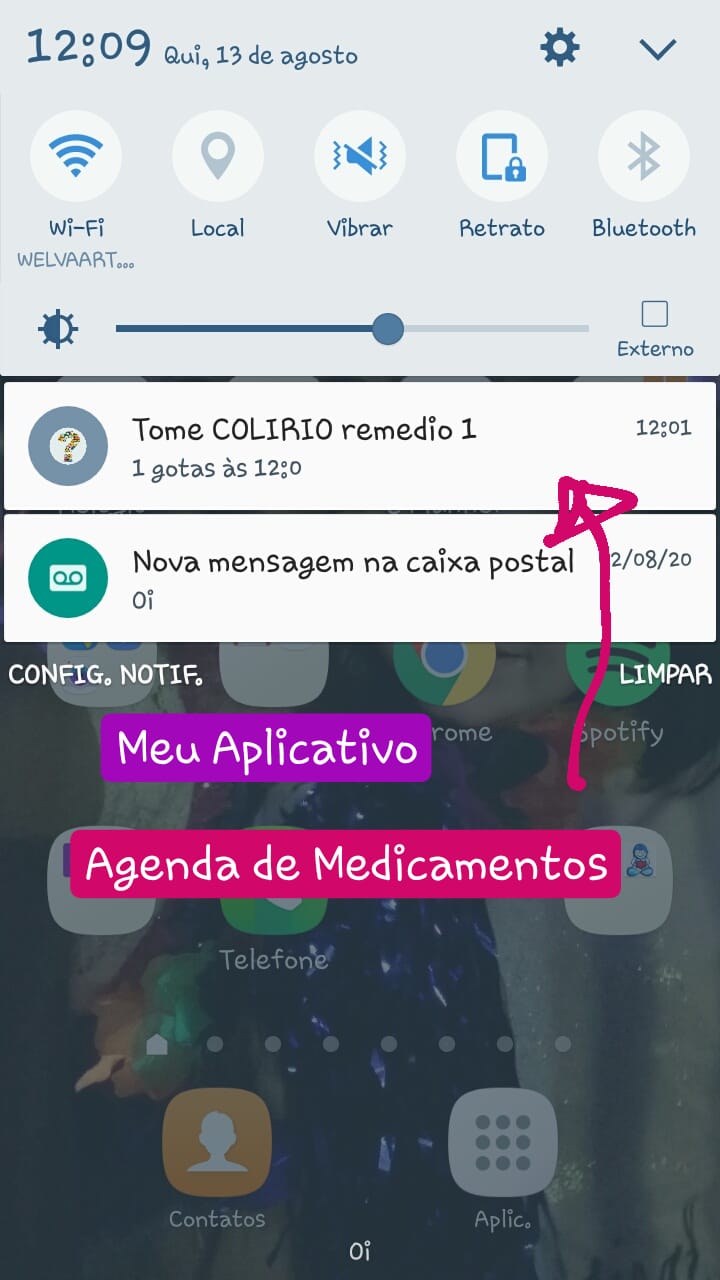 12:09 Qui, 13 de agosto
Wi-Fi Local Vibrar Retrato Bluetooth
WELVAART...
Externo
Tome COLIRIO remedio 1 12:01
1 gotas às 12:0
Nova mensagem na caixa postal 2/08/20
Oi
CONFIG. NOTIF. LIMPAR
rome Spotify
Meu Aplicativo
Agenda de Medicamentos
Telefone
Contatos Aplic.
Oi